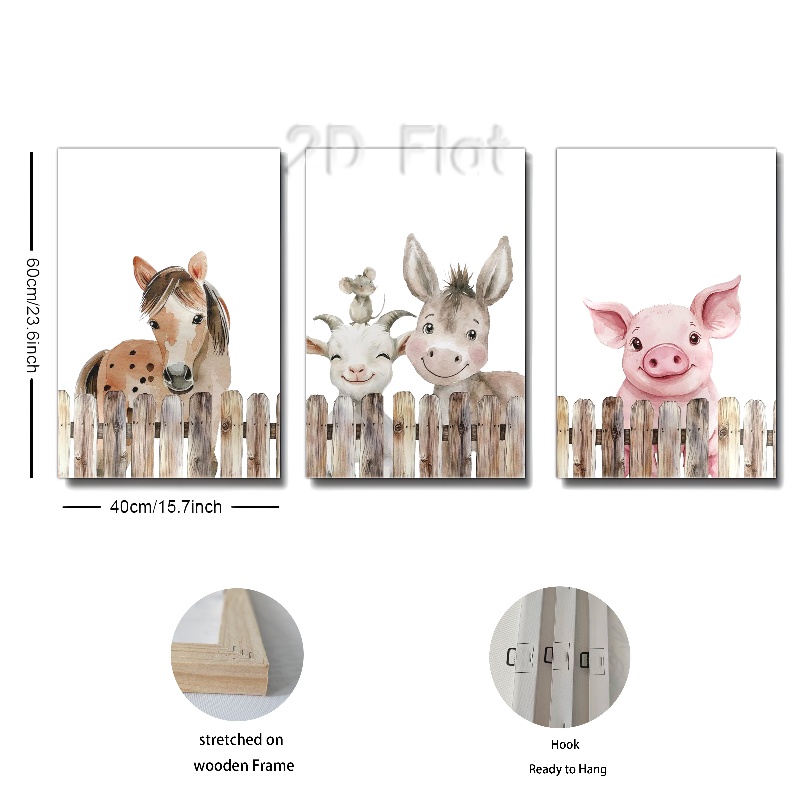 2D Flat
60cm/23.6inch
40cm/15.7inch
stretched on
wooden Frame
Hook
Ready to Hang